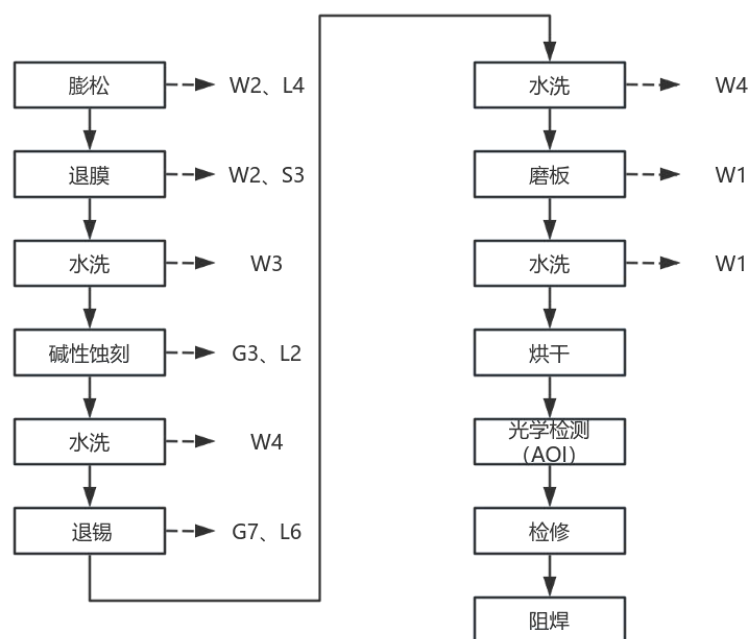 膨松
W2、L4
退膜
W2、S3
水洗
W3
碱性蚀刻
G3、L2
水洗
W4
退锡
G7、L6
水洗
W4
磨板
W1
水洗
W1
烘干
光学检测
（AOI）
检修
阻焊